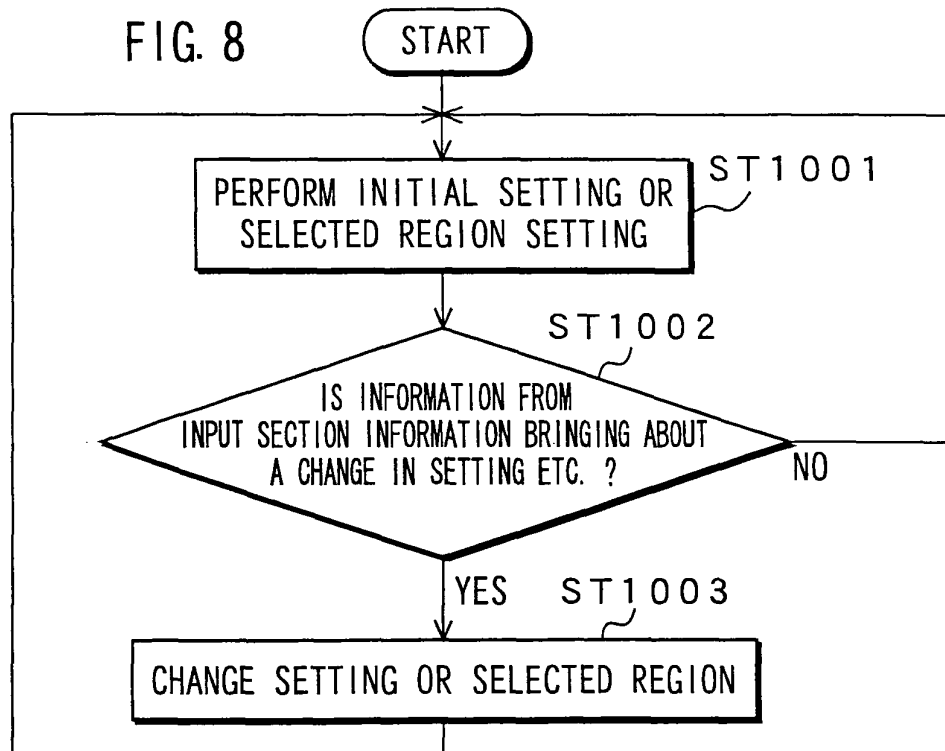 FIG. 8
START
ST1001
PERFORM INITIAL SETTING OR
SELECTED REGION SETTING
ST1002
IS INFORMATION FROM
INPUT SECTION INFORMATION BRINGING ABOUT
A CHANGE IN SETTING ETC. ?
NO
YES
ST1003
CHANGE SETTING OR SELECTED REGION